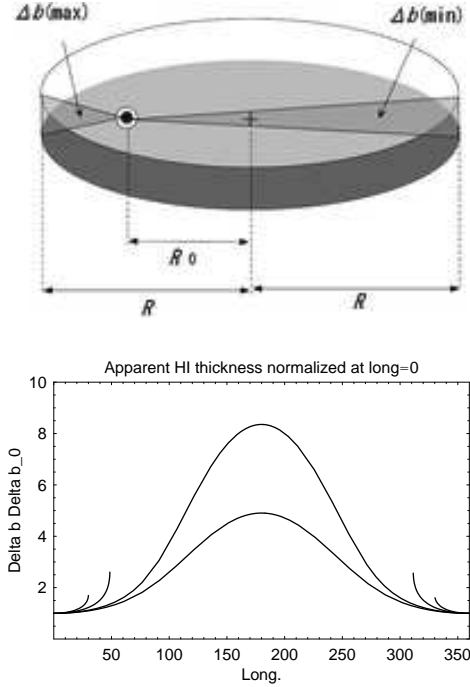 Δb(max)
Δb(min)
R 0
R
R
Apparent HI thickness normalized at long=0
Delta b Delta b_0
10
8
6
4
2
50 100 150 200 250 300 350
Long.